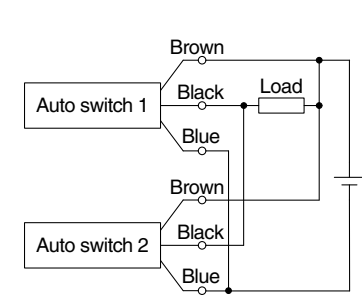 Brown
Auto switch 1
Black
Load
Blue
Brown
Auto switch 2
Black
Blue